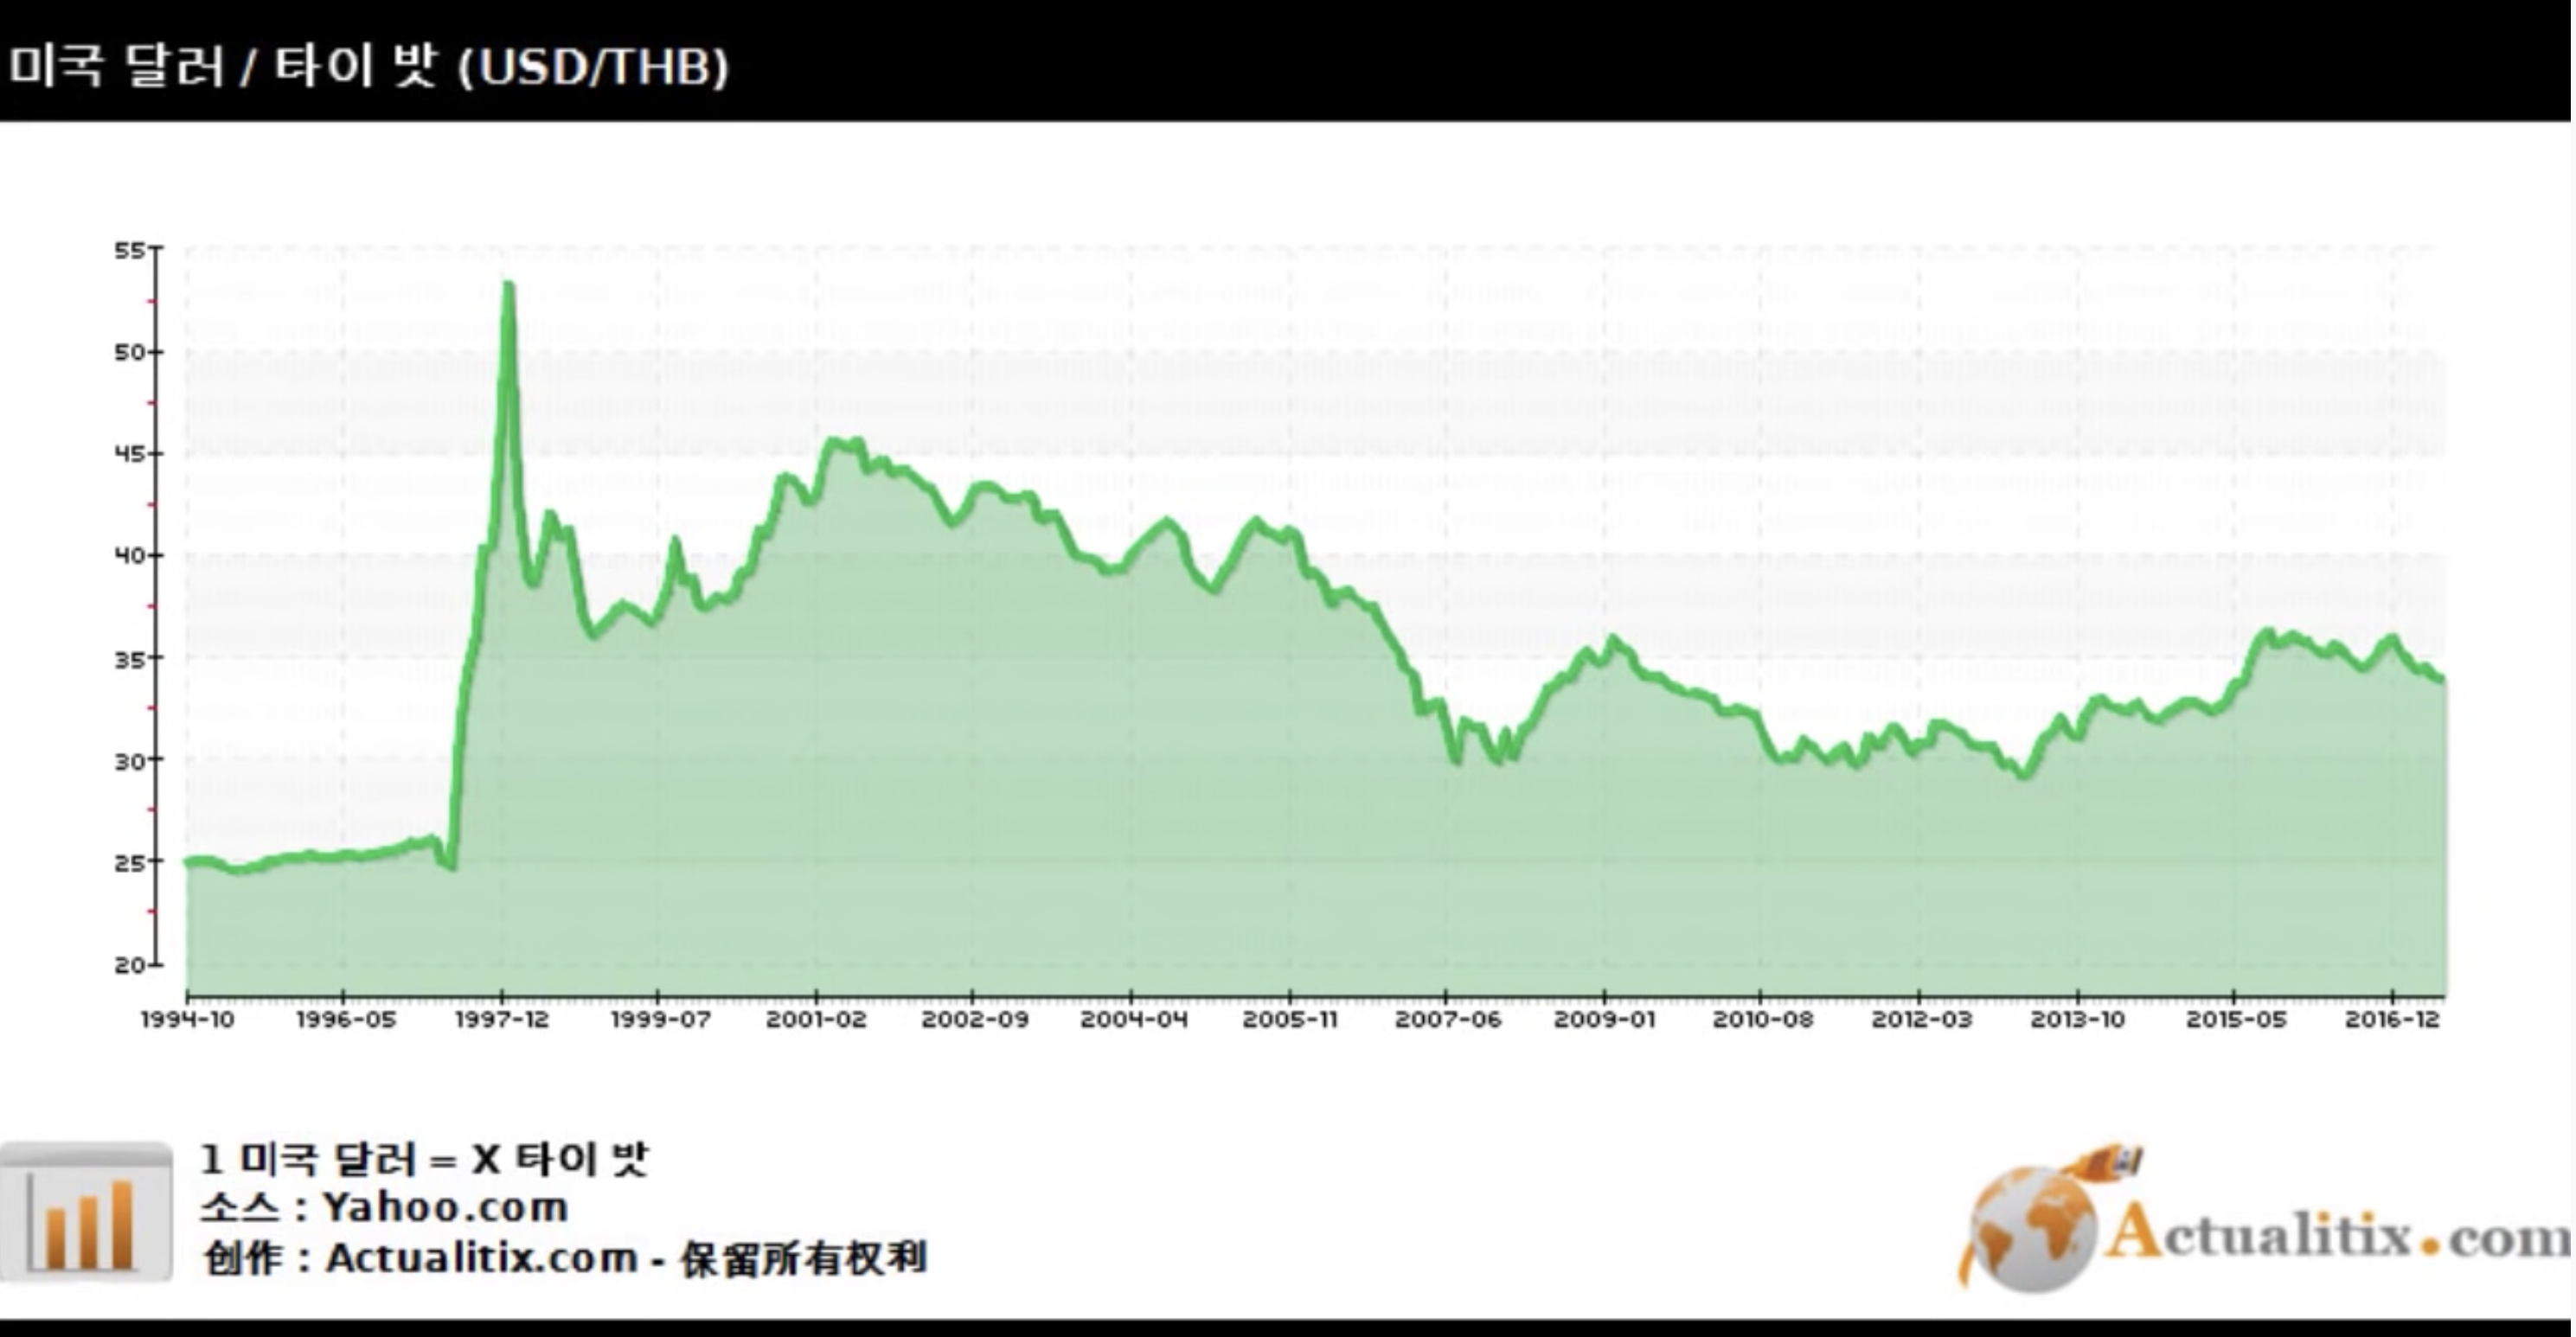 미국 달러 / 타이 밧 (USD/THB)
55
50
45
40
35
30
25
20
1994-10 1996-05 1997-12 1999-07 2001-02 2002-09 2004-04 2005-11 2007-06 2009-01 2010-08 2012-03 2013-10 2015-05 2016-12
1 미국 달러 = X 타이 밧
소스 : Yahoo.com
创作 : Actualitix.com - 保留所有权利
Actualitix.com